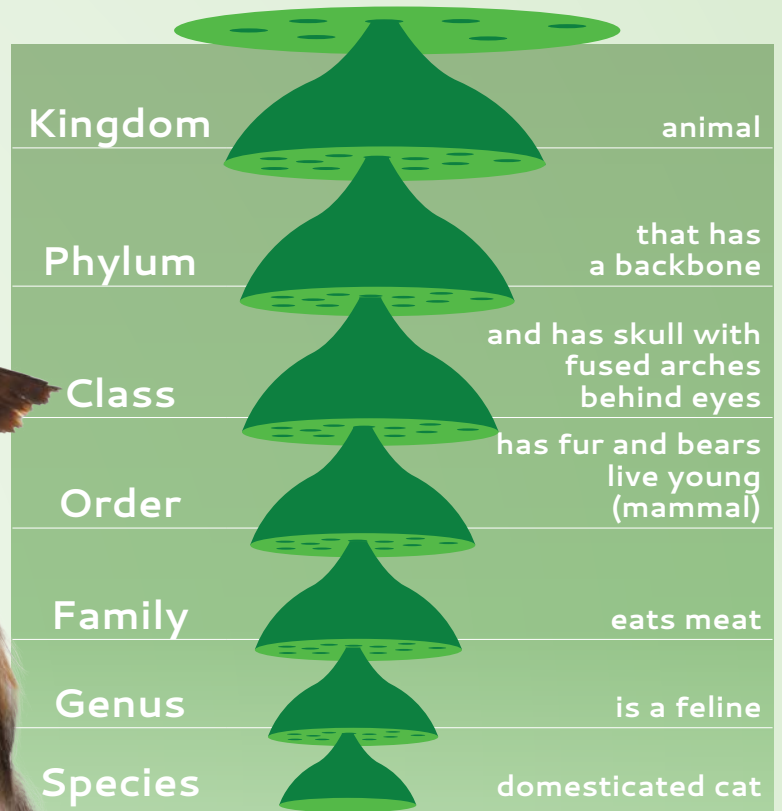 Kingdom
animal
Phylum
that has
a backbone
Class
and has skull with
fused arches
behind eyes
Order
has fur and bears
live young
(mammal)
Family
eats meat
Genus
is a feline
Species
domesticated cat